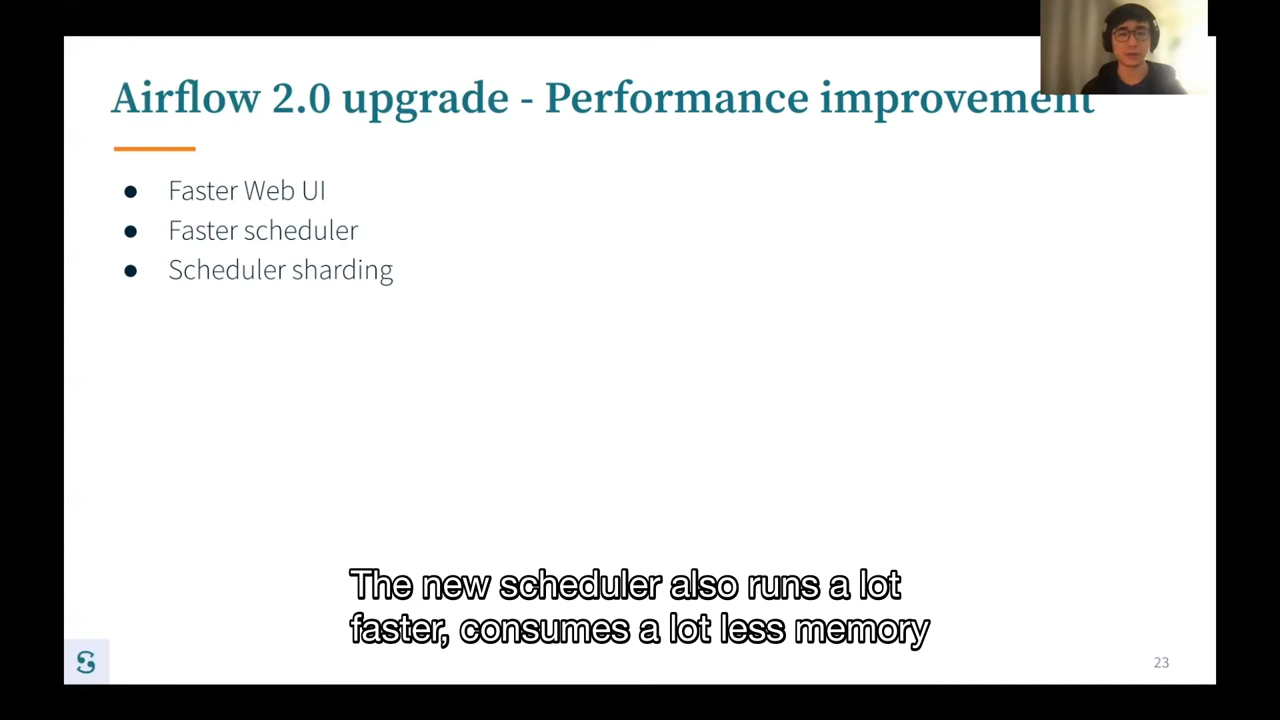 Airflow 2.0 upgrade - Performance improvement
● Faster Web UI
● Faster scheduler
● Scheduler sharding
The new scheduler also runs a lot
faster, consumes a lot less memory
23